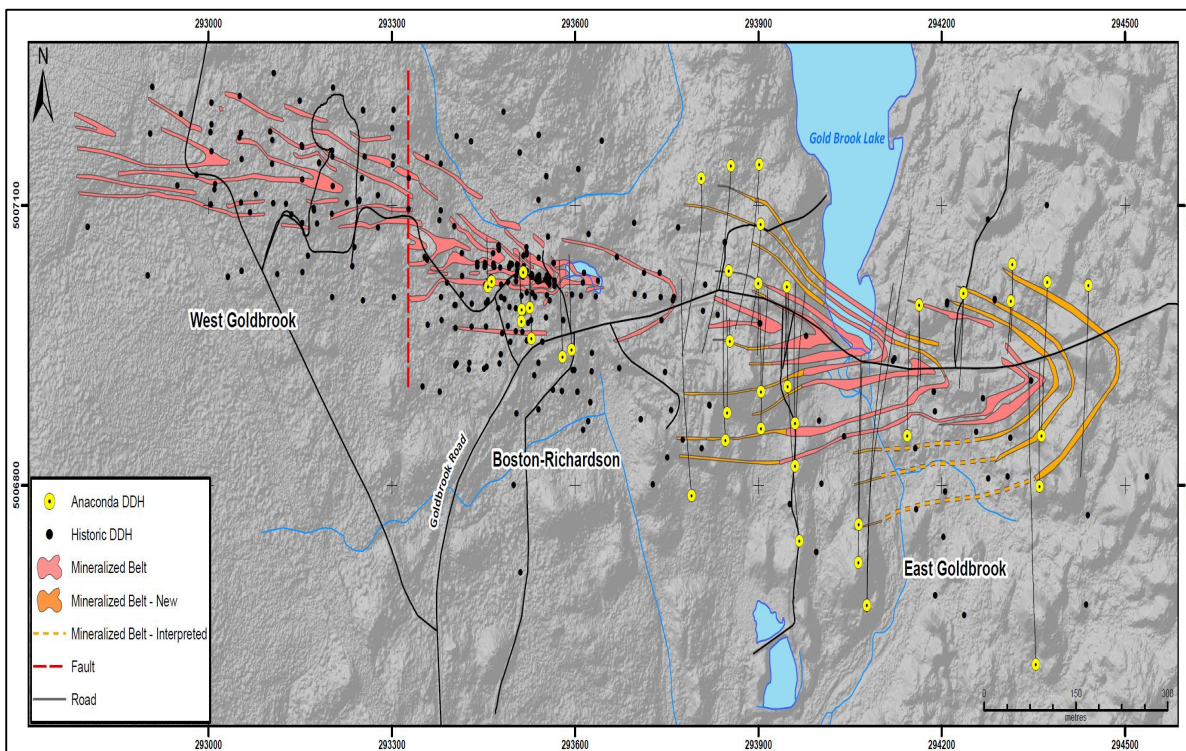 293000 293300 293600 293900 294200 294500
N
Gold Brook Lake
5007100 5007100
West Goldbrook
Boston-Richardson
Goldbrook Road
5006800 5006800
East Goldbrook
Anaconda DDH
Historic DDH
Mineralized Belt
Mineralized Belt - New
Mineralized Belt - Interpreted
Fault
Road
0 150 300
metres
293000 293300 293600 293900 294200 294500